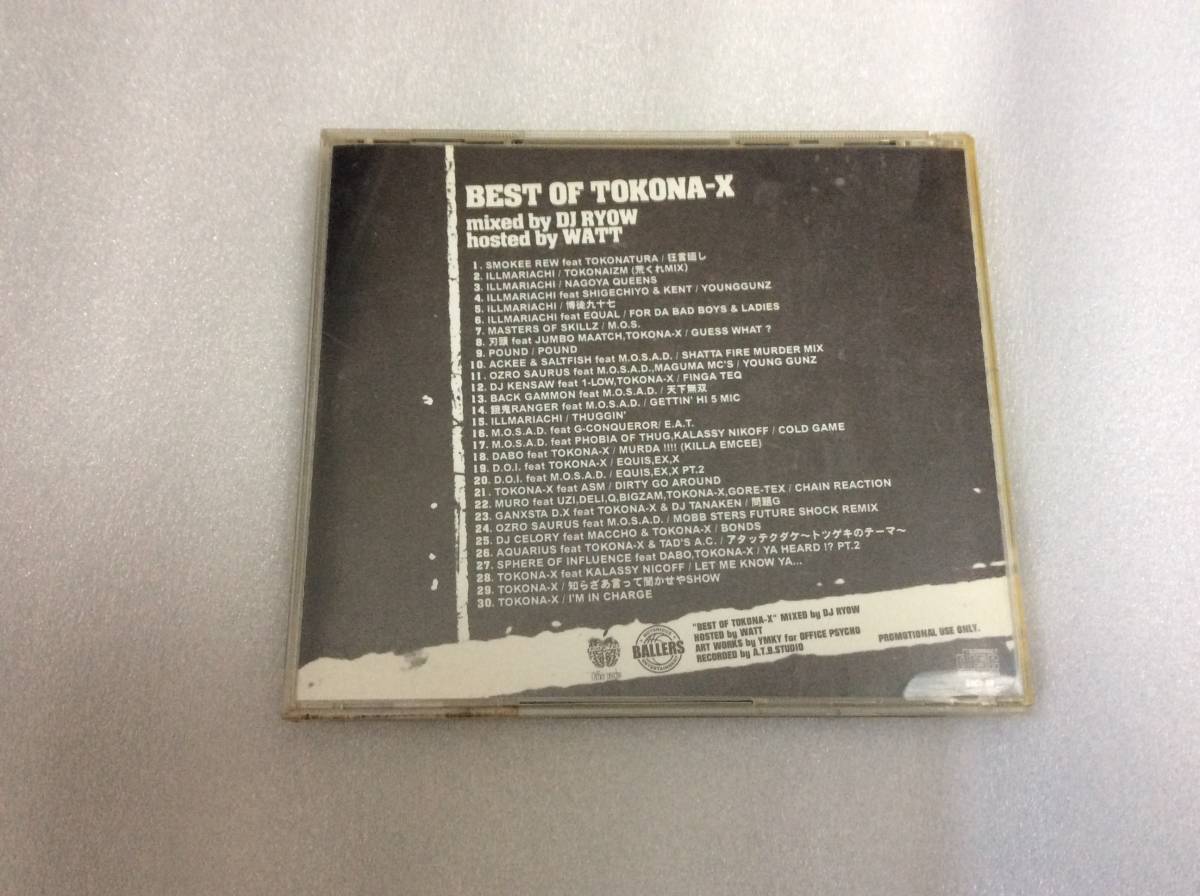 BEST OF TOKONA-X
mixed by DJ RYOW
hosted by WATT
1. SMOKEE REW feat TOKONATURA / 狂言廻し
2. ILLMARIACHI / TOKONAIZM (荒くれMIX)
3. ILLMARIACHI / NAGOYA QUEENS
4. ILLMARIACHI feat SHIGECHIYO & KENT / YOUNGGUNZ
5. ILLMARIACHI / 博徒九十七
6. ILLMARIACHI feat EQUAL / FOR DA BAD BOYS & LADIES
7. MASTERS OF SKILLZ / M.O.S.
8. 刃頭 feat JUMBO MAATCH,TOKONA-X / GUESS WHAT ?
9. POUND / POUND
10. ACKEE & SALTFISH feat M.O.S.A.D. / SHATTA FIRE MURDER MIX
11. OZRO SAURUS feat M.O.S.A.D.,MAGUMA MC'S / YOUNG GUNZ
12. DJ KENSAW feat 1-LOW,TOKONA-X / FINGA TEQ
13. BACK GAMMON feat M.O.S.A.D. / 天下無双
14. 餓鬼RANGER feat M.O.S.A.D. / GETTIN' HI 5 MIC
15. ILLMARIACHI / THUGGIN'
16. M.O.S.A.D. feat G-CONQUEROR/ E.A.T.
17. M.O.S.A.D. feat PHOBIA OF THUG,KALASSY NIKOFF / COLD GAME
18. DABO feat TOKONA-X / MURDA !!!! (KILLA EMCEE)
19. D.O.I. feat TOKONA-X / EQUIS,EX,X
20. D.O.I. feat M.O.S.A.D. / EQUIS,EX,X PT.2
21. TOKONA-X feat ASM / DIRTY GO AROUND
22. MURO feat UZI,DELI,Q,BIGZAM,TOKONA-X,GORE-TEX / CHAIN REACTION
23. GANXSTA D.X feat TOKONA-X & DJ TANAKEN / 問題G
24. OZRO SAURUS feat M.O.S.A.D. / MOBB STERS FUTURE SHOCK REMIX
25. DJ CELORY feat MACCHO & TOKONA-X / BONDS
26. AQUARIUS feat TOKONA-X & TAD'S A.C. / アタッテクダケ〜トツゲキのテーマ〜
27. SPHERE OF INFLUENCE feat DABO,TOKONA-X / YA HEARD !? PT.2
28. TOKONA-X feat KALASSY NICOFF / LET ME KNOW YA...
29. TOKONA-X / 知らざあ言って聞かせやSHOW
30. TOKONA-X / I'M IN CHARGE
BALLERS
ENTERTAINMENT
"BEST OF TOKONA-X" MIXED by DJ RYOW
HOSTED by WATT
ART WORKS by YMKY for OFFICE PSYCHO
RECORDED by A.T.B.STUDIO
PROMOTIONAL USE ONLY.